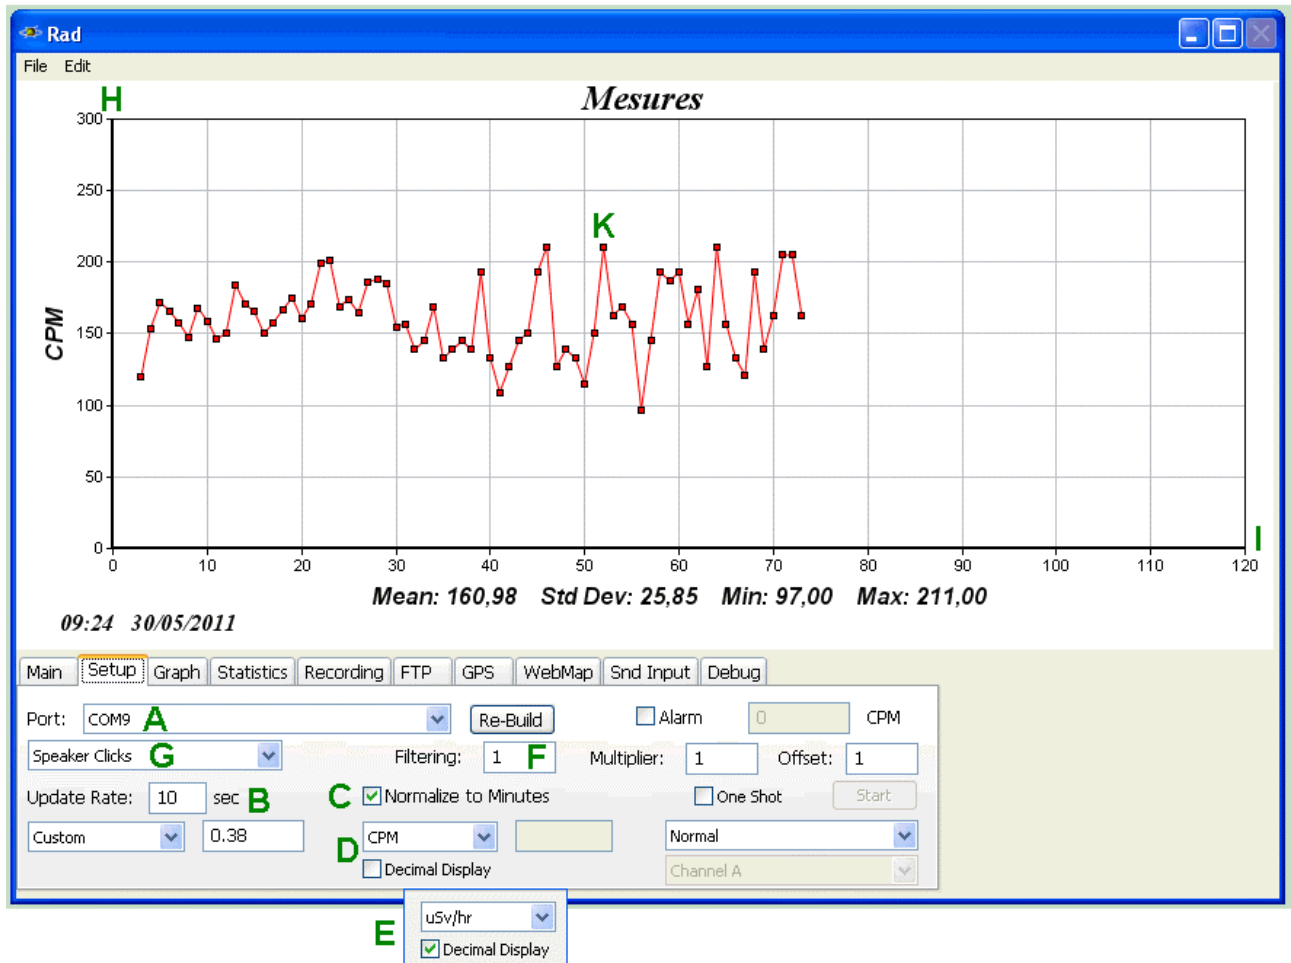 Rad
File Edit
H
Mesures
300
250
200
150
100
50
0
CPM
K
I
0 10 20 30 40 50 60 70 80 90 100 110 120
Mean: 160,98 Std Dev: 25,85 Min: 97,00 Max: 211,00
09:24 30/05/2011
Main Setup Graph Statistics Recording FTP GPS WebMap Snd Input Debug
Port: COM9 A Re-Build Alarm 0 CPM
Speaker Clicks G Filtering: 1 F Multiplier: 1 Offset: 1
Update Rate: 10 sec B C Normalize to Minutes One Shot Start
Custom 0.38 D CPM Normal
Decimal Display Channel A
E uSv/hr
Decimal Display